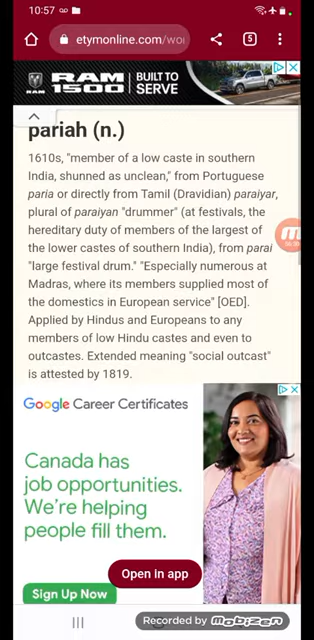 10:57
etymonline.com/wor
5
RAM 1500
BUILT TO SERVE
pariah (n.)
1610s, "member of a low caste in southern
India, shunned as unclean," from Portuguese
paria or directly from Tamil (Dravidian) paraiyar,
plural of paraiyan "drummer" (at festivals, the
hereditary duty of members of the largest of
the lower castes of southern India), from parai
"large festival drum." "Especially numerous at
Madras, where its members supplied most of
the domestics in European service" [OED].
Applied by Hindus and Europeans to any
members of low Hindu castes and even to
outcastes. Extended meaning "social outcast"
is attested by 1819.
Google Career Certificates
Canada has
job opportunities.
We're helping
people fill them.
Open in app
Sign Up Now
Recorded by mobizen